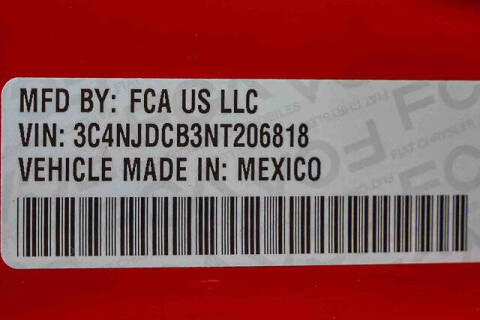 MFD BY: FCA US LLC
VIN: 3C4NJDCB3NT206818
VEHICLE MADE IN: MEXICO